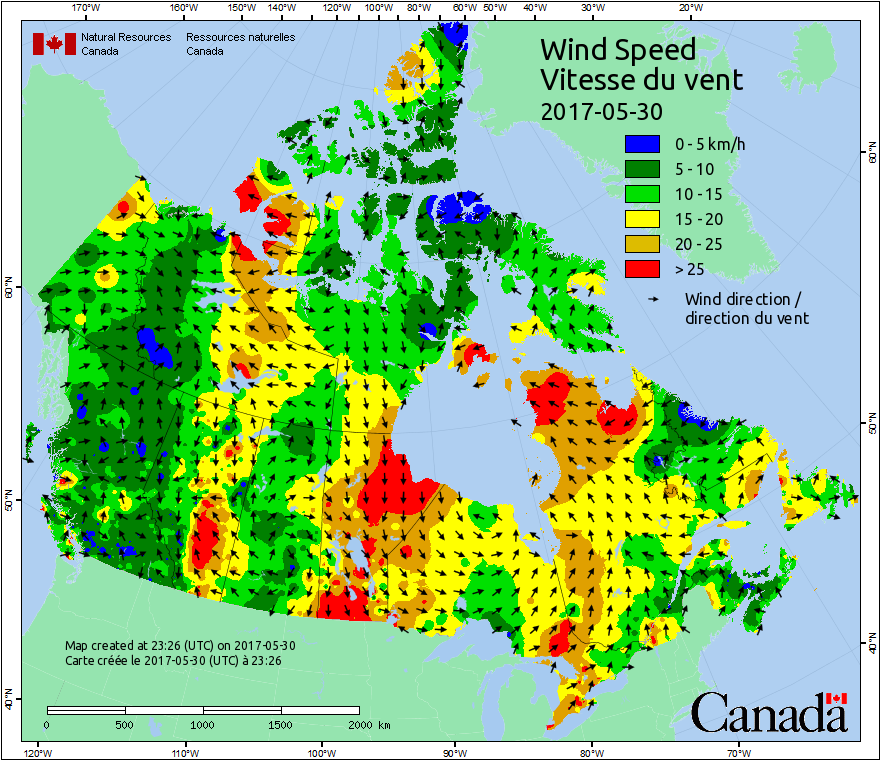 170°W 160°W 150°W 140°W 120°W 100°W 80°W 60°W 50°W 40°W 30°W 20°W
Natural Resources Ressources naturelles
Canada Canada
Wind Speed
Vitesse du vent
2017-05-30
0 - 5 km/h
5 - 10
10 - 15
15 - 20
20 - 25
> 25
Wind direction /
direction du vent
60°N
50°N
40°N
60°N
50°N
40°N
Map created at 23:26 (UTC) on 2017-05-30
Carte créée le 2017-05-30 (UTC) à 23:26
0 500 1000 1500 2000 km
Canada
120°W 110°W 100°W 90°W 80°W 70°W